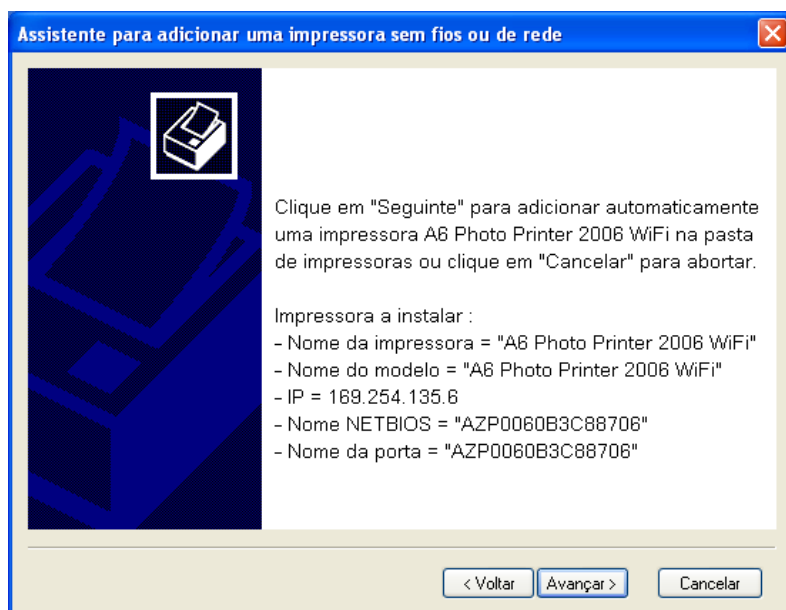 Assistente para adicionar uma impressora sem fios ou de rede
Clique em "Seguinte" para adicionar automaticamente
uma impressora A6 Photo Printer 2006 WiFi na pasta
de impressoras ou clique em "Cancelar" para abortar.
Impressora a instalar :
- Nome da impressora = "A6 Photo Printer 2006 WiFi"
- Nome do modelo = "A6 Photo Printer 2006 WiFi"
- IP = 169.254.135.6
- Nome NETBIOS = "AZP0060B3C88706"
- Nome da porta = "AZP0060B3C88706"
< Voltar Avançar > Cancelar